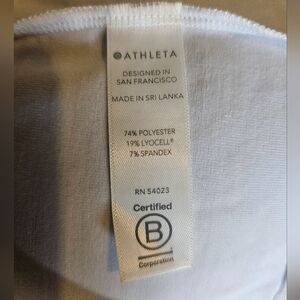 ATHLETA
DESIGNED IN
SAN FRANCISCO
MADE IN SRI LANKA
74% POLYESTER
19% LYOCELL®
7% SPANDEX
RN 54023
Certified
B
Corporation